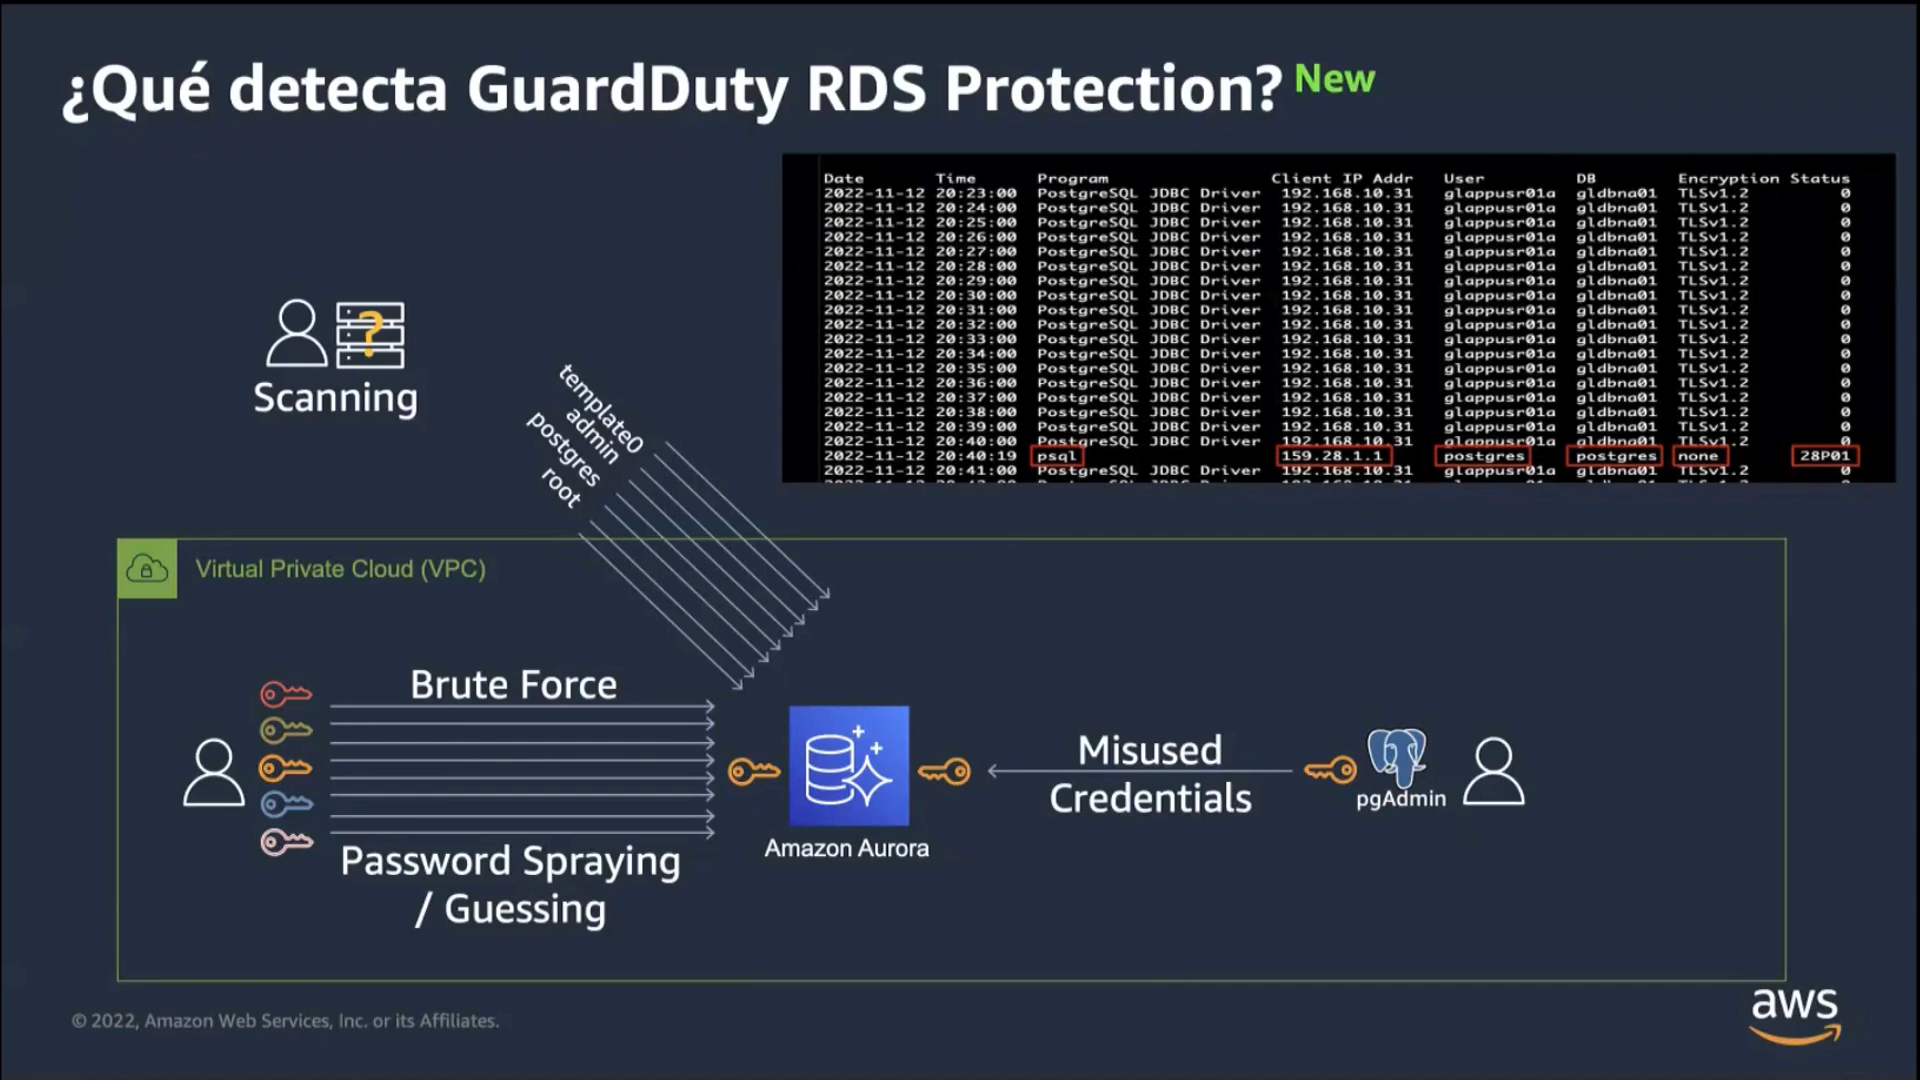 ¿Qué detecta GuardDuty RDS Protection? New
Date Time Program Client IP Addr User DB Encryption Status
2022-11-12 20:23:00 PostgreSQL JDBC Driver 192.168.10.31 glappusr01a gldbna01 TLSv1.2 0
2022-11-12 20:24:00 PostgreSQL JDBC Driver 192.168.10.31 glappusr01a gldbna01 TLSv1.2 0
2022-11-12 20:25:00 PostgreSQL JDBC Driver 192.168.10.31 glappusr01a gldbna01 TLSv1.2 0
2022-11-12 20:26:00 PostgreSQL JDBC Driver 192.168.10.31 glappusr01a gldbna01 TLSv1.2 0
2022-11-12 20:27:00 PostgreSQL JDBC Driver 192.168.10.31 glappusr01a gldbna01 TLSv1.2 0
2022-11-12 20:28:00 PostgreSQL JDBC Driver 192.168.10.31 glappusr01a gldbna01 TLSv1.2 0
2022-11-12 20:29:00 PostgreSQL JDBC Driver 192.168.10.31 glappusr01a gldbna01 TLSv1.2 0
2022-11-12 20:30:00 PostgreSQL JDBC Driver 192.168.10.31 glappusr01a gldbna01 TLSv1.2 0
2022-11-12 20:31:00 PostgreSQL JDBC Driver 192.168.10.31 glappusr01a gldbna01 TLSv1.2 0
2022-11-12 20:32:00 PostgreSQL JDBC Driver 192.168.10.31 glappusr01a gldbna01 TLSv1.2 0
2022-11-12 20:33:00 PostgreSQL JDBC Driver 192.168.10.31 glappusr01a gldbna01 TLSv1.2 0
2022-11-12 20:34:00 PostgreSQL JDBC Driver 192.168.10.31 glappusr01a gldbna01 TLSv1.2 0
2022-11-12 20:35:00 PostgreSQL JDBC Driver 192.168.10.31 glappusr01a gldbna01 TLSv1.2 0
2022-11-12 20:36:00 PostgreSQL JDBC Driver 192.168.10.31 glappusr01a gldbna01 TLSv1.2 0
2022-11-12 20:37:00 PostgreSQL JDBC Driver 192.168.10.31 glappusr01a gldbna01 TLSv1.2 0
2022-11-12 20:38:00 PostgreSQL JDBC Driver 192.168.10.31 glappusr01a gldbna01 TLSv1.2 0
2022-11-12 20:39:00 PostgreSQL JDBC Driver 192.168.10.31 glappusr01a gldbna01 TLSv1.2 0
2022-11-12 20:40:00 PostgreSQL JDBC Driver 192.168.10.31 glappusr01a gldbna01 TLSv1.2 0
2022-11-12 20:40:19 psql 159.28.1.1 postgres postgres none 28P01
2022-11-12 20:41:00 PostgreSQL JDBC Driver 192.168.10.31 glappusr01a gldbna01 TLSv1.2 0
Scanning
template0
admin
postgres
root
Virtual Private Cloud (VPC)
Brute Force
Password Spraying
/ Guessing
Amazon Aurora
Misused
Credentials
pgAdmin
© 2022, Amazon Web Services, Inc. or its Affiliates.
aws